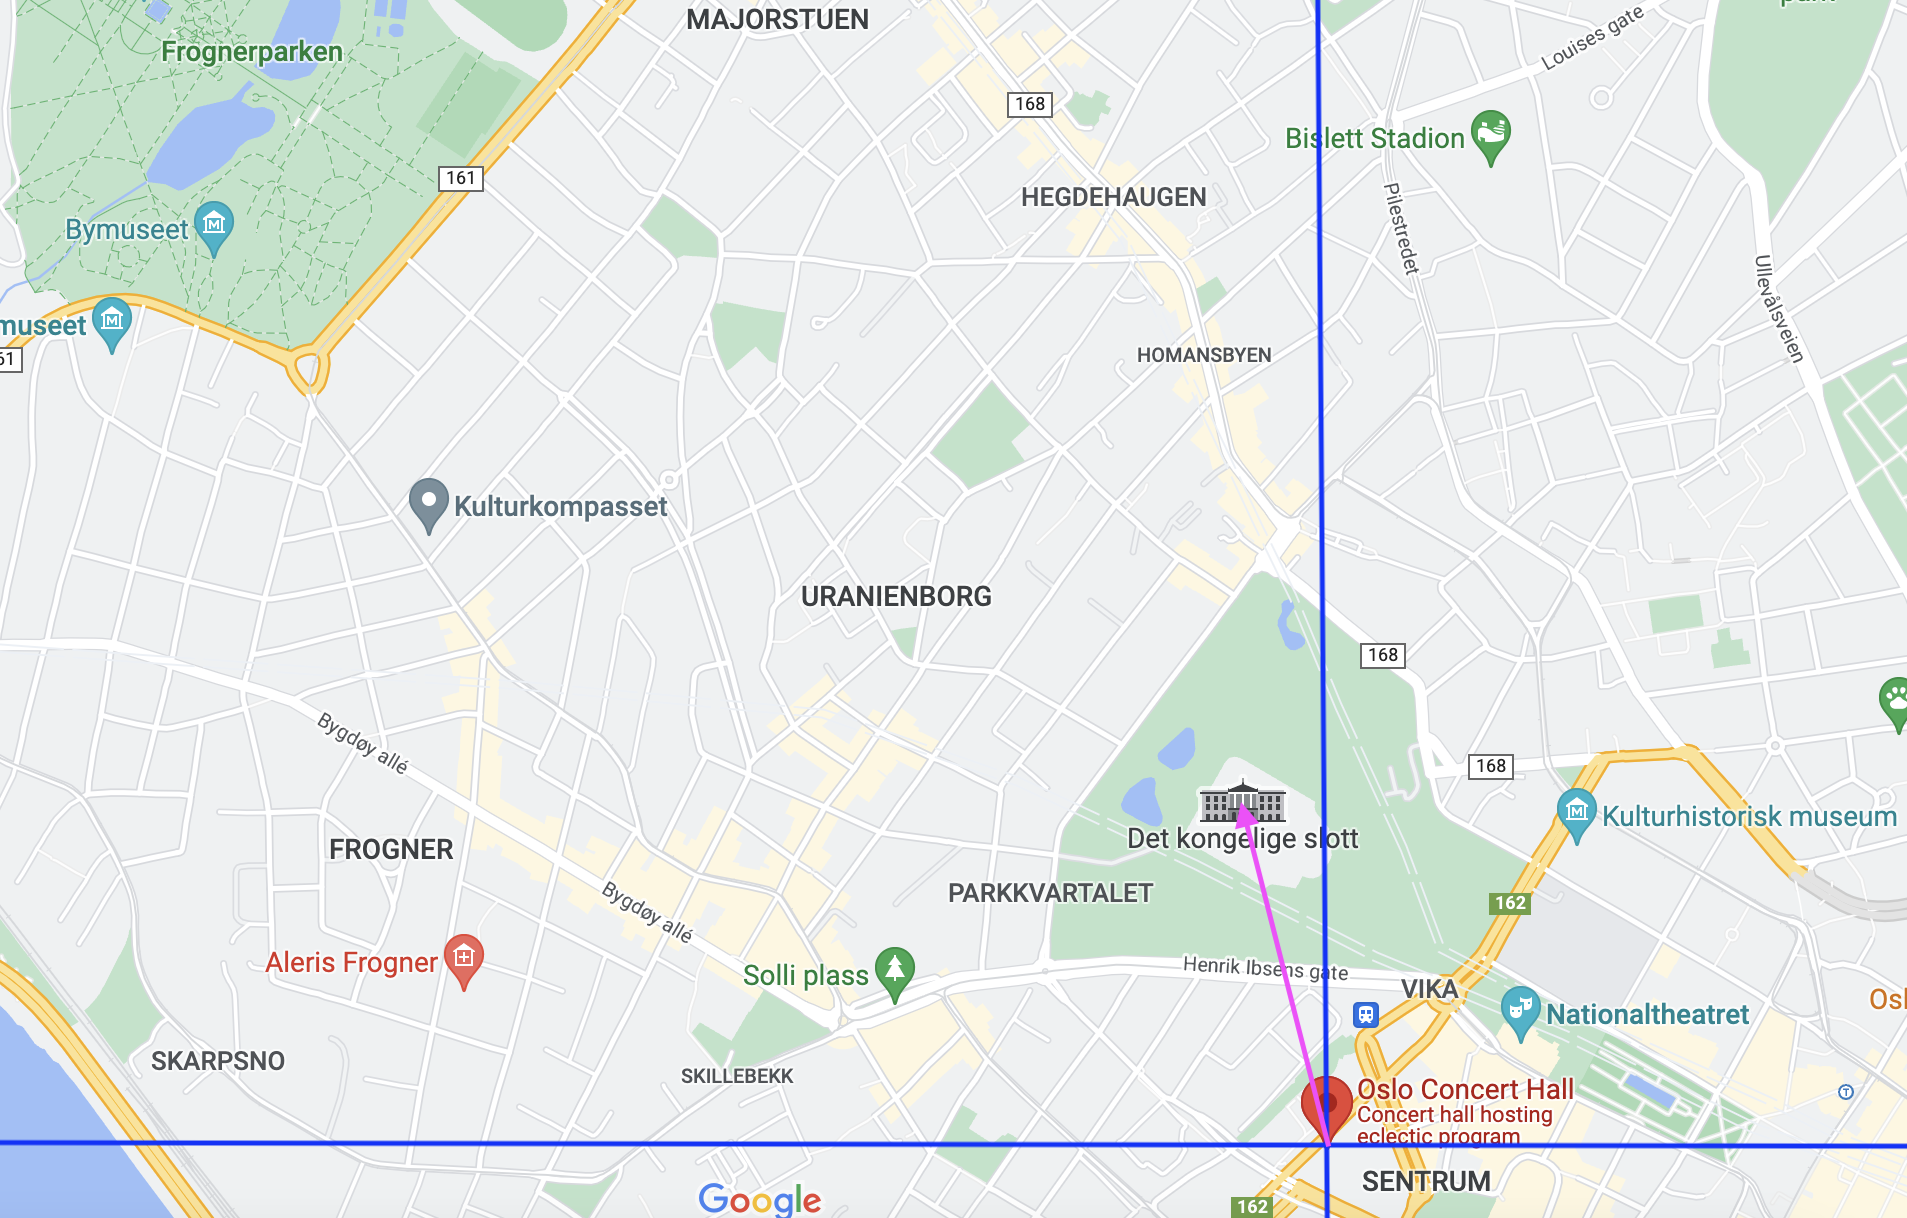 MAJORSTUEN
Louises gate
Frognerparken
168
Bislett Stadion
161
HEGDEHAUGEN
Pilestredet
Bymuseet
Ullevålsveien
museet
61
HOMANSBYEN
Kulturkompasset
URANIENBORG
168
Bygdøy allé
168
Kulturhistorisk museum
Det kongelige slott
FROGNER
PARKKVARTALET
162
Bygdøy allé
Aleris Frogner
Solli plass
Henrik Ibsens gate
VIKA
Nationaltheatret
Osl
SKARPSNO
SKILLEBEKK
Oslo Concert Hall
Concert hall hosting
eclectic program
T
SENTRUM
Google
162